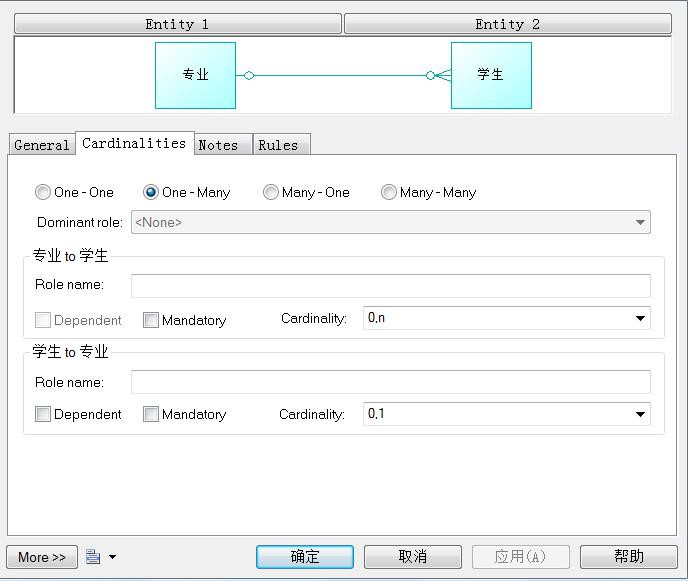 Entity 1 Entity 2
专业 学生
General Cardinalities Notes Rules
One - One One - Many Many - One Many - Many
Dominant role: <None>
专业 to 学生
Role name:
Dependent Mandatory Cardinality: 0,n
学生 to 专业
Role name:
Dependent Mandatory Cardinality: 0,1
More >> 确定 取消 应用(A) 帮助